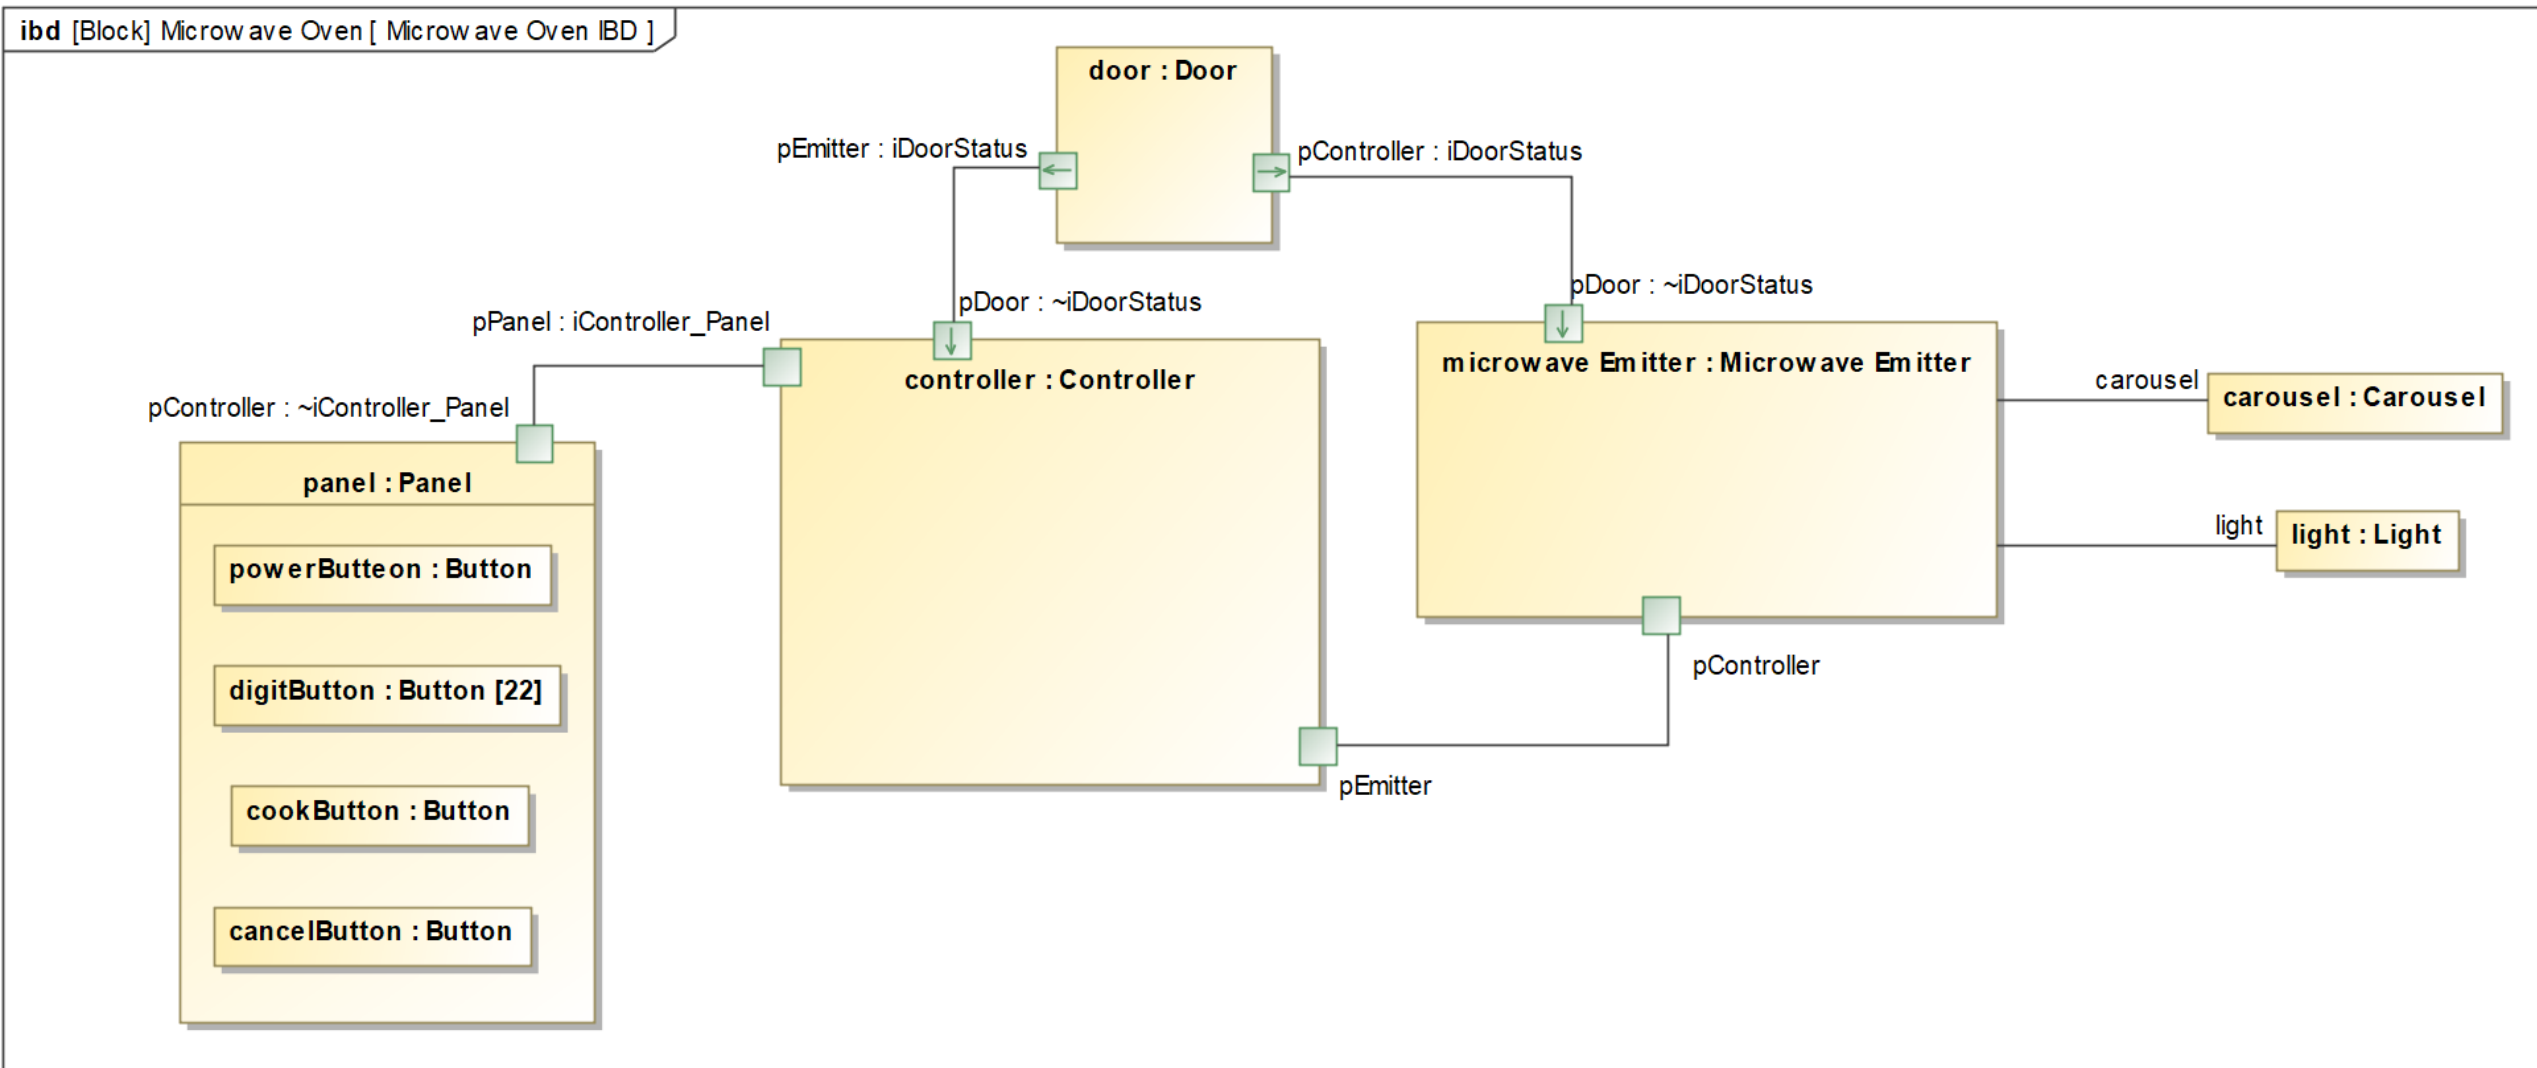 ibd [Block] Microwave Oven [ Microwave Oven IBD ]
door : Door
pEmitter : iDoorStatus
pController : iDoorStatus
pDoor : ~iDoorStatus
pDoor : ~iDoorStatus
pPanel : iController_Panel
controller : Controller
microwave Emitter : Microwave Emitter
carousel
carousel : Carousel
pController : ~iController_Panel
panel : Panel
light
light : Light
powerButteon : Button
digitButton : Button [22]
pController
pEmitter
cookButton : Button
cancelButton : Button